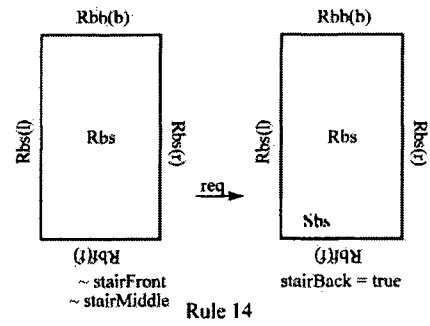 Rbb(b) Rbb(b)
Rbs(l) Rbs Rbs(r) req Rbs(l) Rbs Rbs(r)
Sbs
Rbf(f) Rbf(f)
~ stairFront stairBack = true
~ stairMiddle
Rule 14